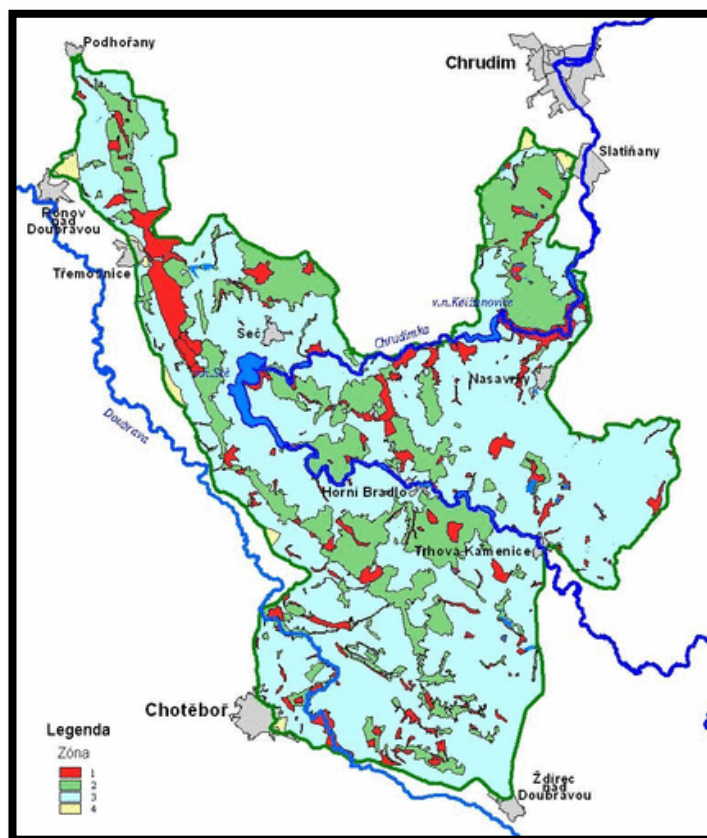 Podhořany
Chrudim
Slatiňany
Ronov
nad
Doubravou
Třemošnice
v.n.Křižanovice
Seč
Chrudimka
v.n. Seč
Nasavrky
Doubrava
Horní Bradlo
Trhová Kamenice
Chotěboř
Legenda
Zóna
1
2
3
4
Ždírec
nad
Doubravou